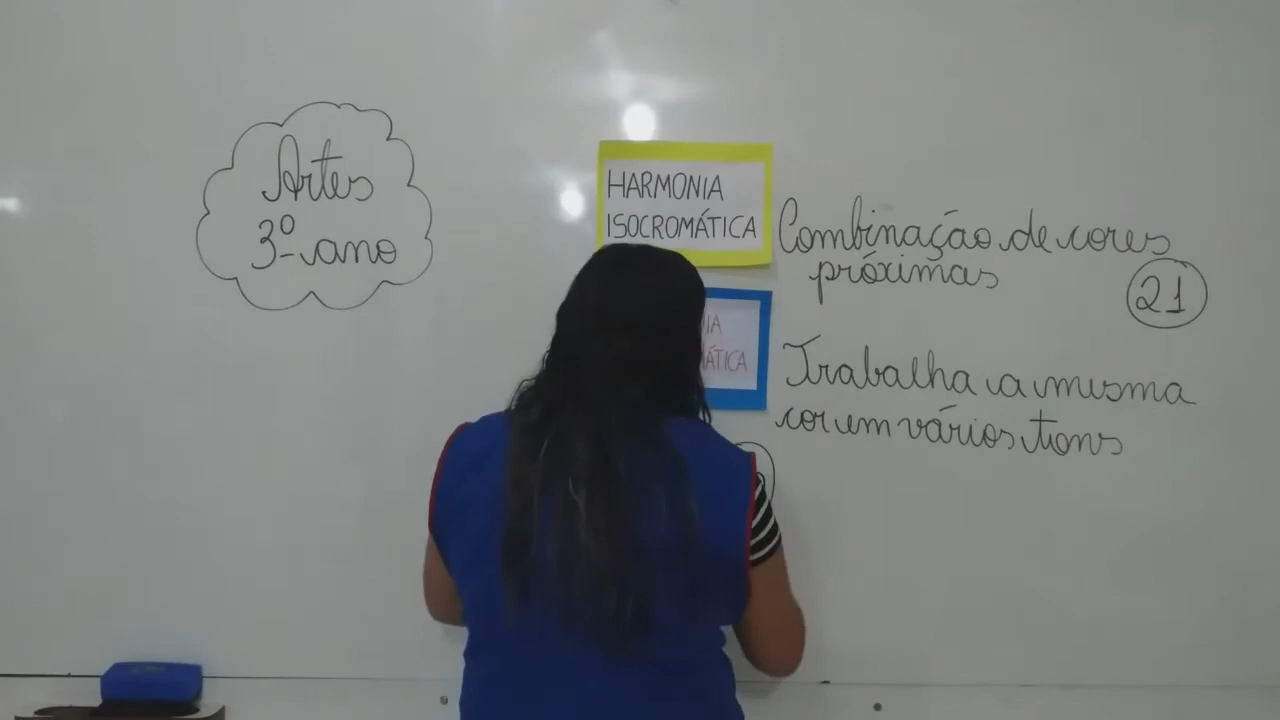 Artes
3º ano
HARMONIA
ISOCROMÁTICA
Combinação de cores
próximas
21
Trabalha a mesma
cor em vários tons